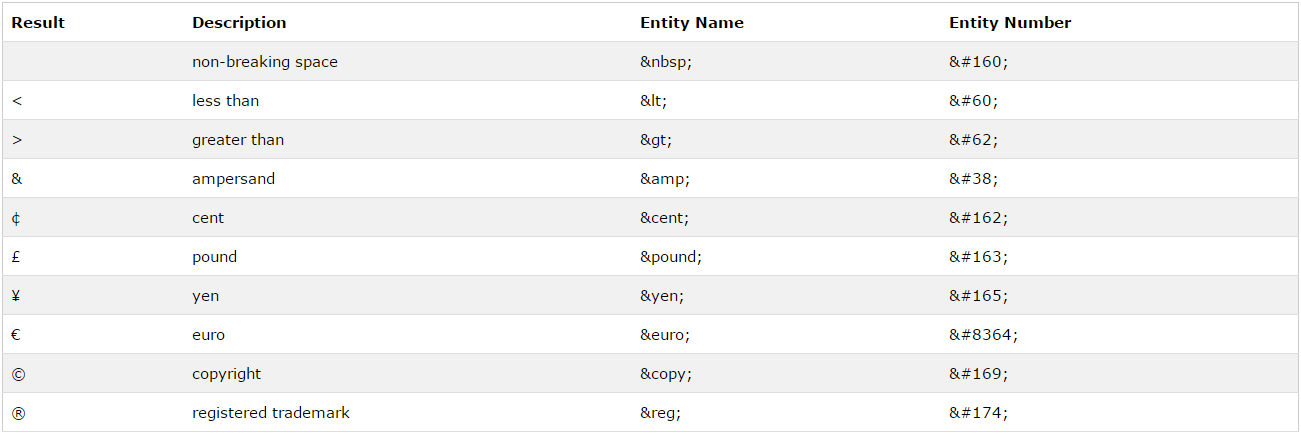 Result Description Entity Name Entity Number
non-breaking space &nbsp; &#160;
< less than &lt; &#60;
> greater than &gt; &#62;
& ampersand &amp; &#38;
¢ cent &cent; &#162;
£ pound &pound; &#163;
¥ yen &yen; &#165;
€ euro &euro; &#8364;
© copyright &copy; &#169;
® registered trademark &reg; &#174;